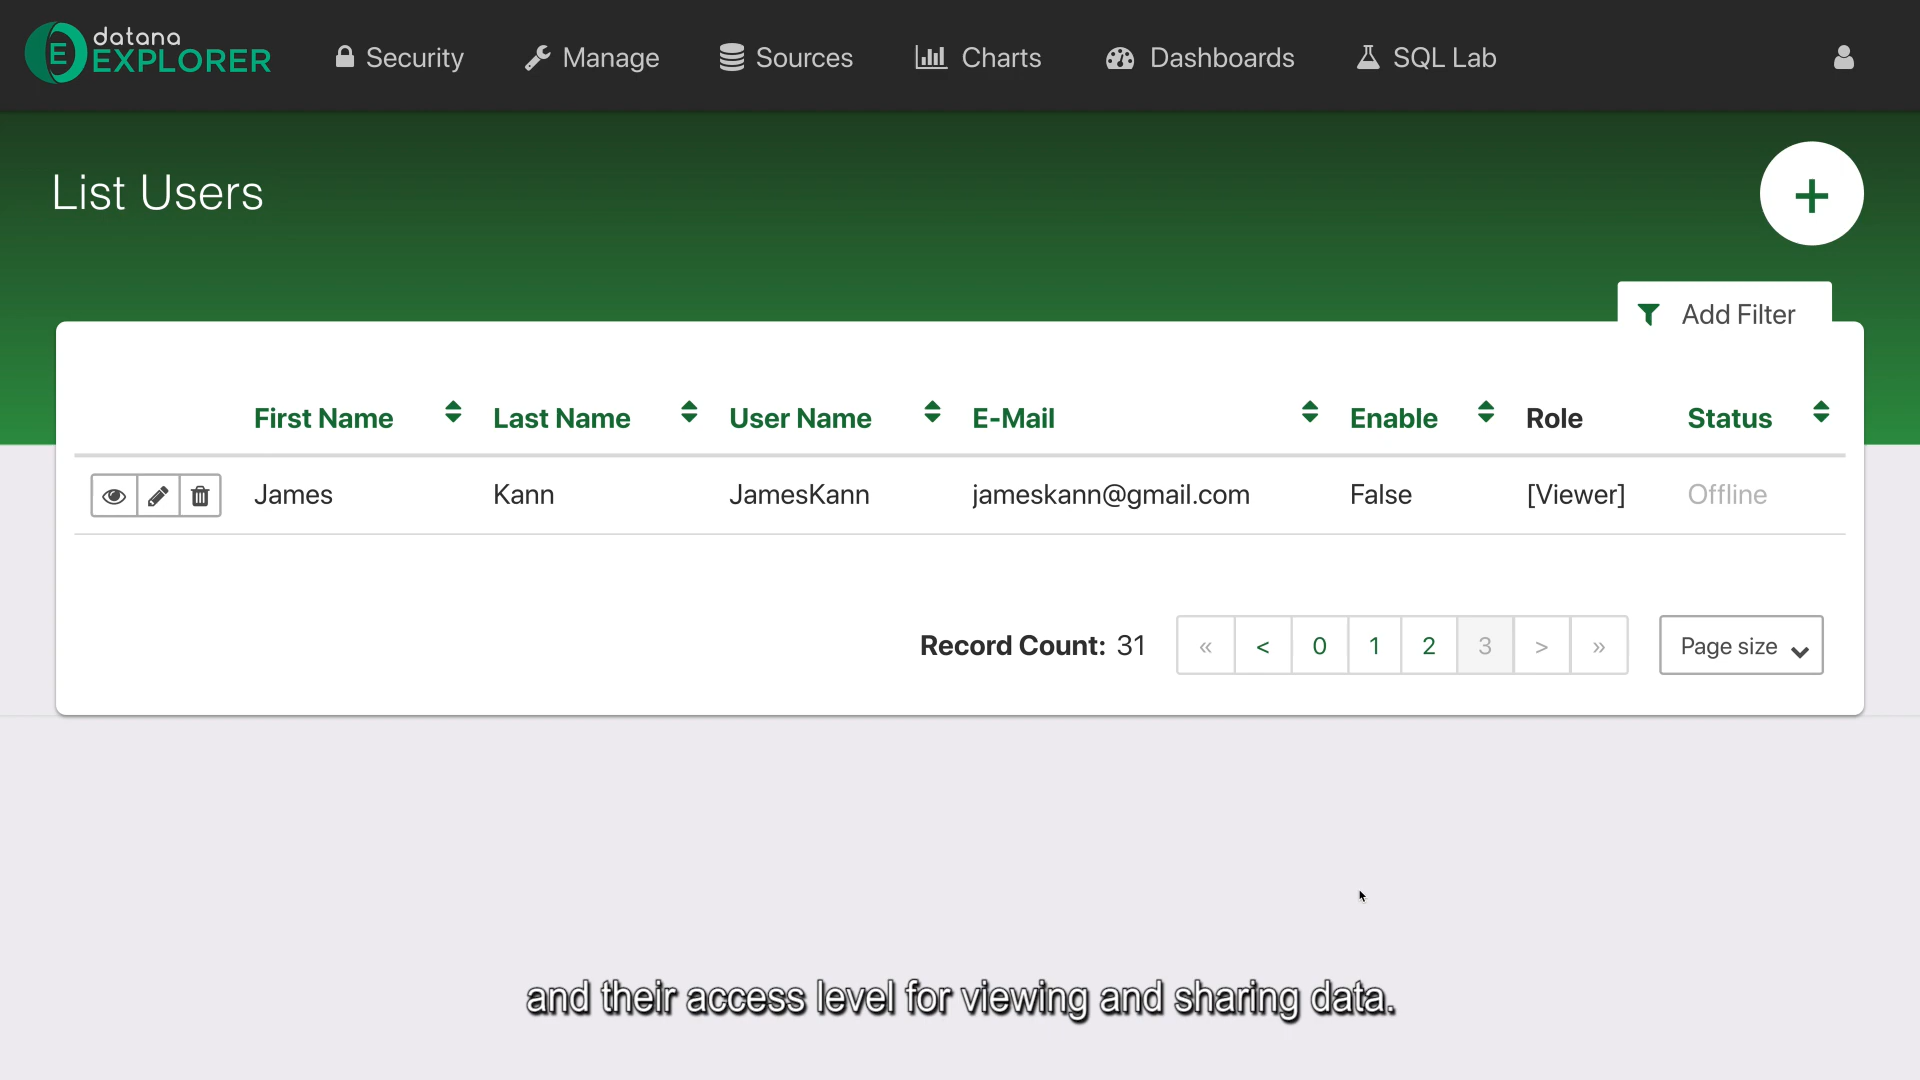 datana
EXPLORER
Security
Manage
Sources
Charts
Dashboards
SQL Lab
List Users
+
Add Filter
First Name
Last Name
User Name
E-Mail
Enable
Role
Status
James
Kann
JamesKann
jameskann@gmail.com
False
[Viewer]
Offline
Record Count: 31
« < 0 1 2 3 > »
Page size
and their access level for viewing and sharing data.